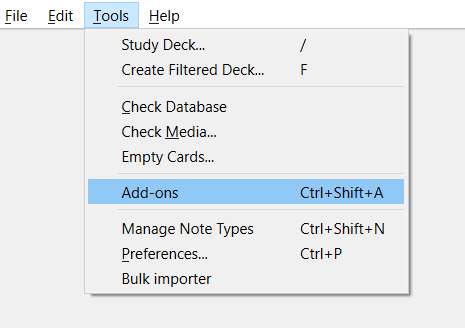 File Edit Tools Help
Study Deck... /
Create Filtered Deck... F
Check Database
Check Media...
Empty Cards...
Add-ons Ctrl+Shift+A
Manage Note Types Ctrl+Shift+N
Preferences... Ctrl+P
Bulk importer